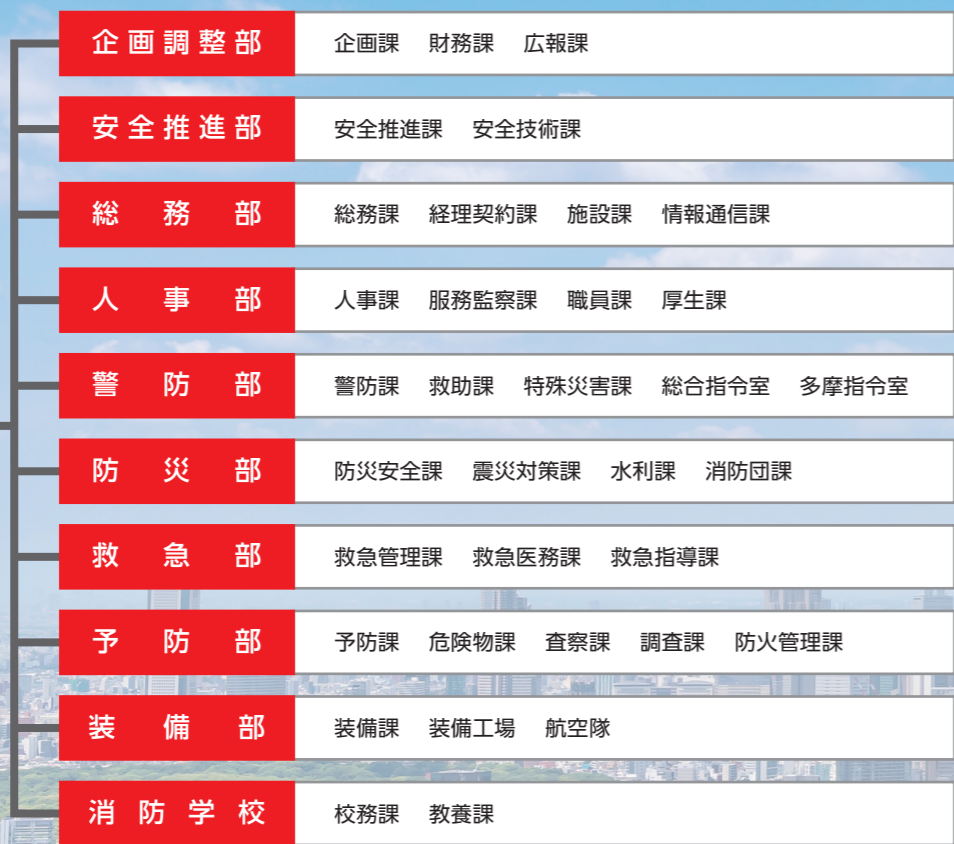 企画調整部 企画課 財務課 広報課
安全推進部 安全推進課 安全技術課
総務部 総務課 経理契約課 施設課 情報通信課
人事部 人事課 服務監察課 職員課 厚生課
警防部 警防課 救助課 特殊災害課 総合指令室 多摩指令室
防災部 防災安全課 震災対策課 水利課 消防団課
救急部 救急管理課 救急医務課 救急指導課
予防部 予防課 危険物課 査察課 調査課 防火管理課
装備部 装備課 装備工場 航空隊
消防学校 校務課 教養課